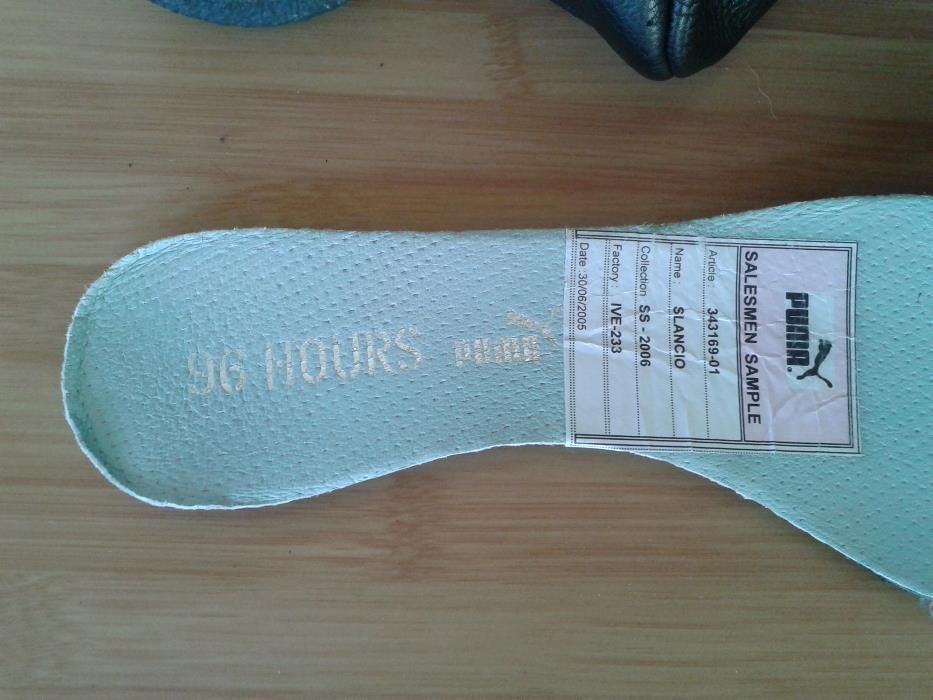 96 HOURS PUMA
PUMA®
SALESMEN SAMPLE
Article : 343169-01
Name : SLANCIO
Collection SS - 2006
Factory : IVE-233
Date :30/06/2005